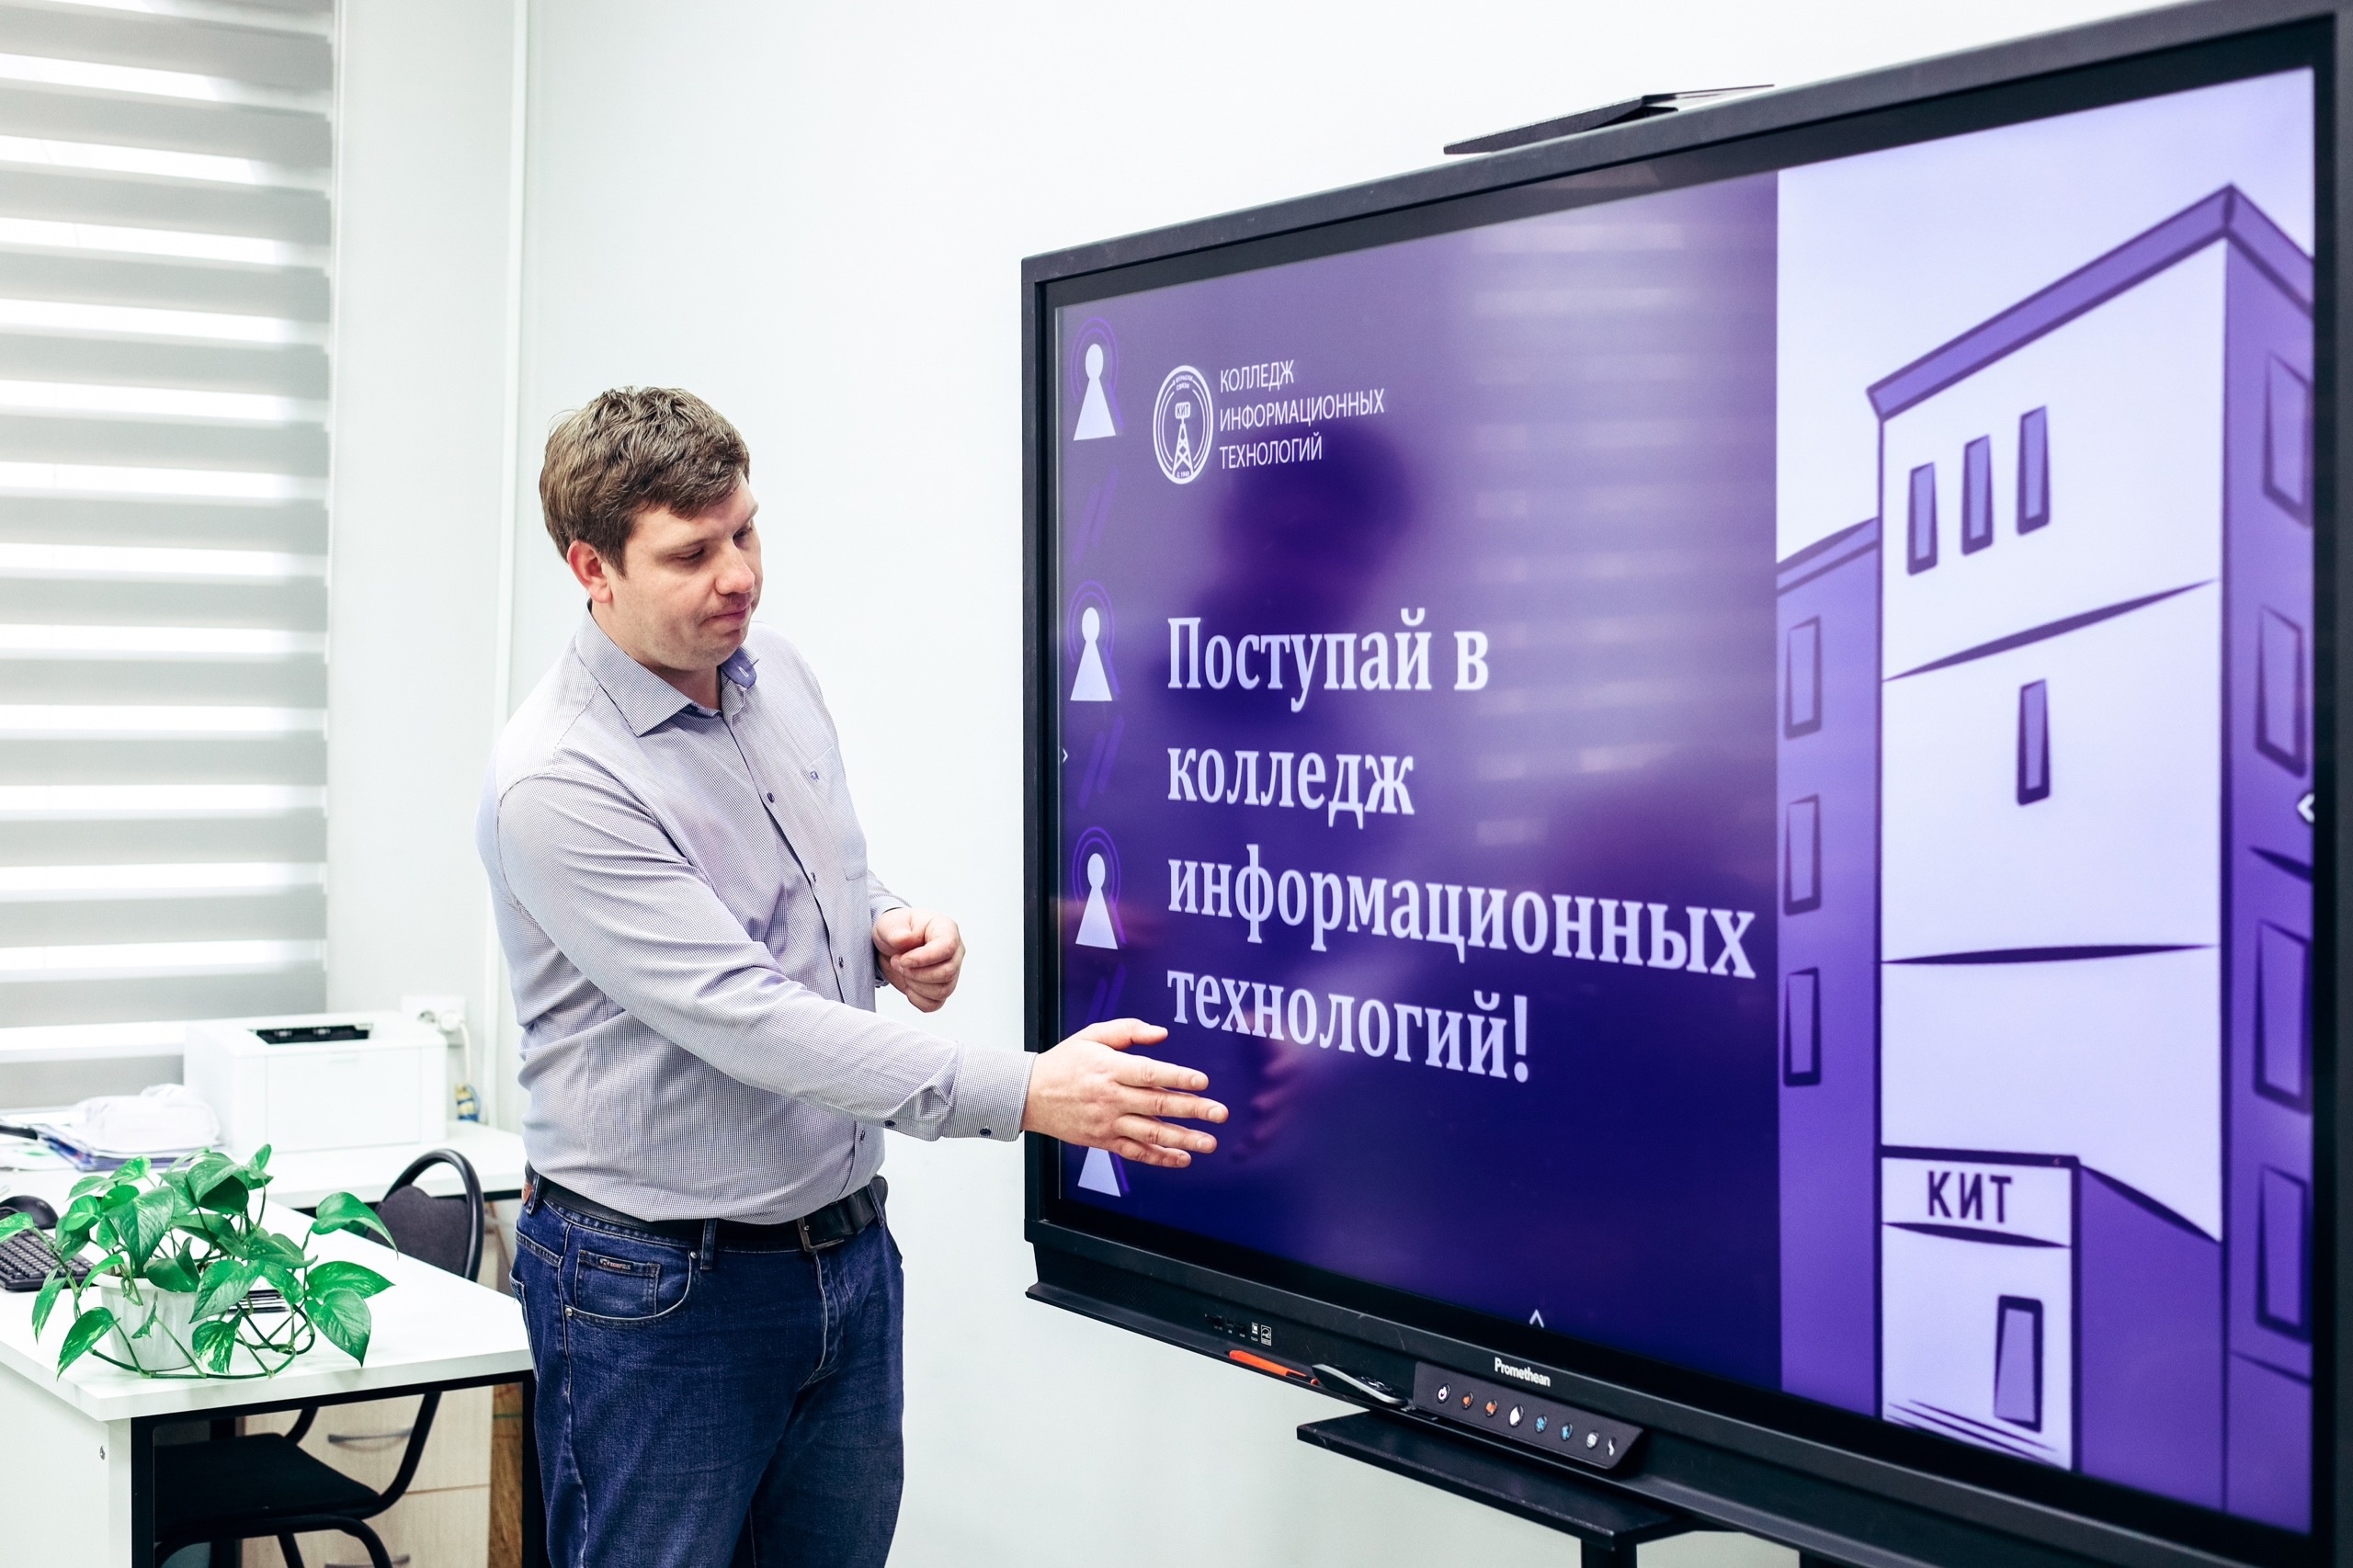 КОЛЛЕДЖ
ИНФОРМАЦИОННЫХ
ТЕХНОЛОГИЙ
КИТ
Поступай в
колледж
информационных
технологий!
КИТ
Promethean